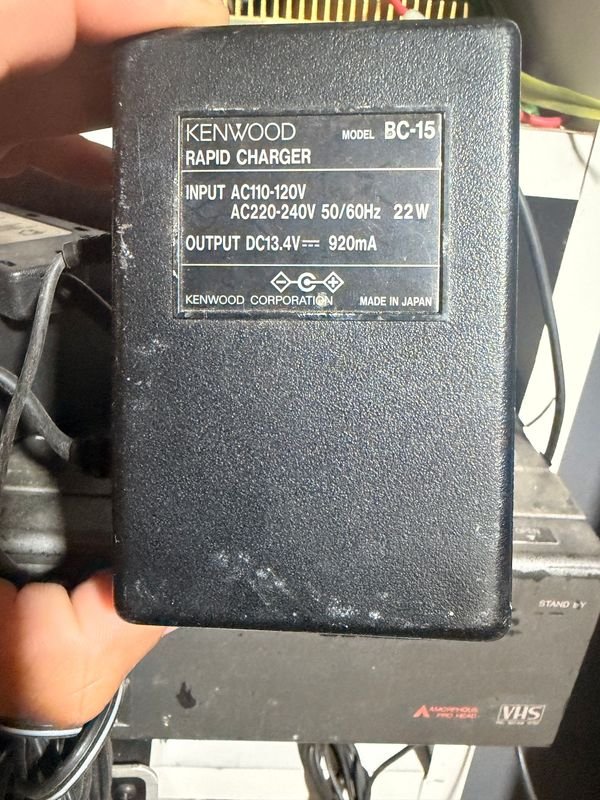 KENWOOD MODEL BC-15
RAPID CHARGER
INPUT AC110-120V
AC220-240V 50/60Hz 22W
OUTPUT DC13.4V⎓ 920mA
C
KENWOOD CORPORATION MADE IN JAPAN
STAND BY
AMORPHOUS
PRO HEAD
VHS